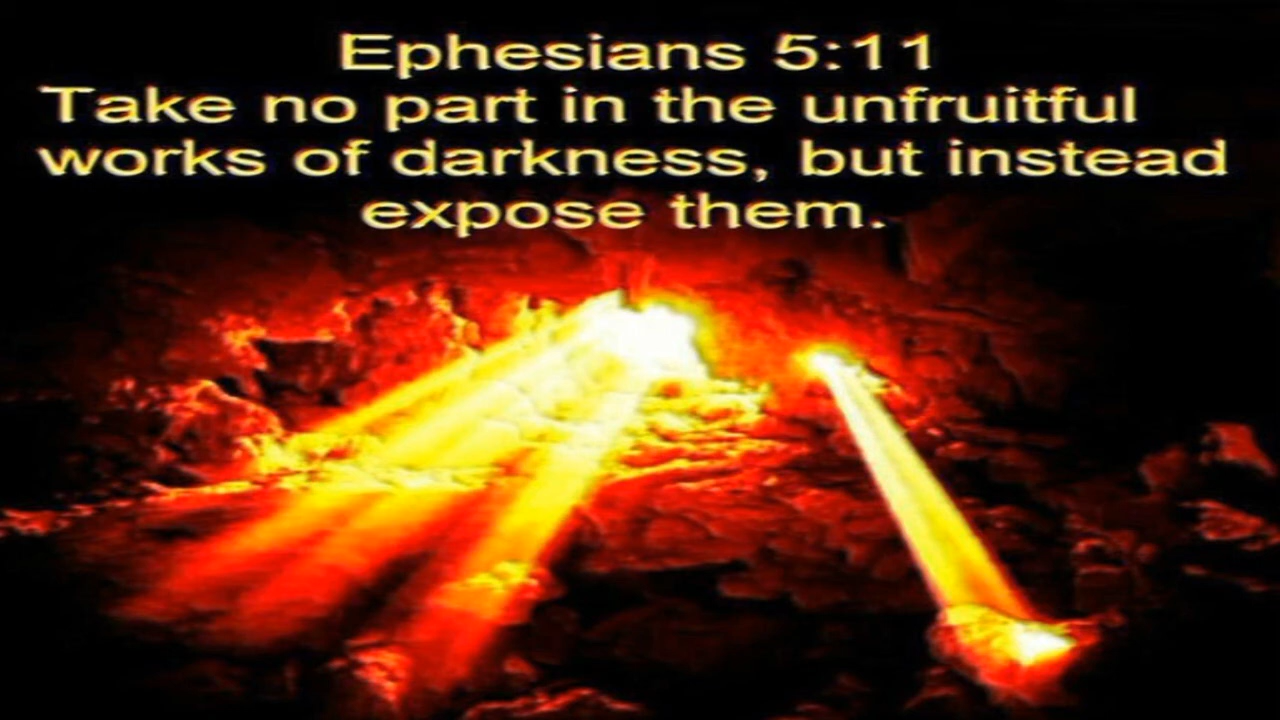 Ephesians 5:11
Take no part in the unfruitful
works of darkness, but instead
expose them.